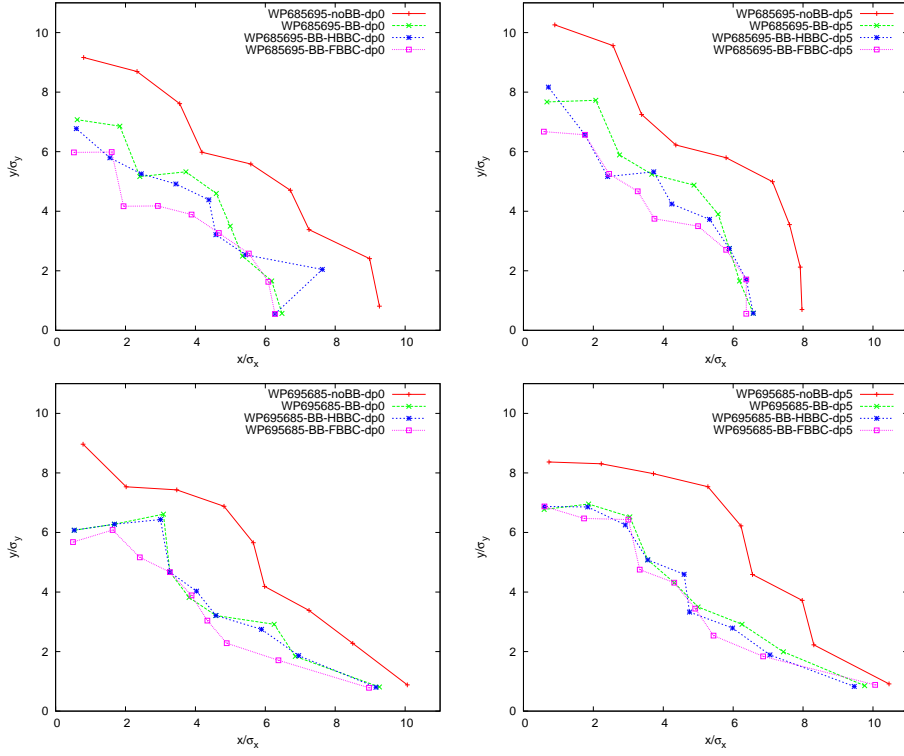 WP685695-noBB-dp0
WP685695-BB-dp0
WP685695-BB-HBBC-dp0
WP685695-BB-FBBC-dp0
10
8
6
4
2
0
y/σy
0 2 4 6 8 10
x/σx
WP685695-noBB-dp5
WP685695-BB-dp5
WP685695-BB-HBBC-dp5
WP685695-BB-FBBC-dp5
10
8
6
4
2
0
y/σy
0 2 4 6 8 10
x/σx
WP695685-noBB-dp0
WP695685-BB-dp0
WP695685-BB-HBBC-dp0
WP695685-BB-FBBC-dp0
10
8
6
4
2
0
y/σy
0 2 4 6 8 10
x/σx
WP695685-noBB-dp5
WP695685-BB-dp5
WP695685-BB-HBBC-dp5
WP695685-BB-FBBC-dp5
10
8
6
4
2
0
y/σy
0 2 4 6 8 10
x/σx